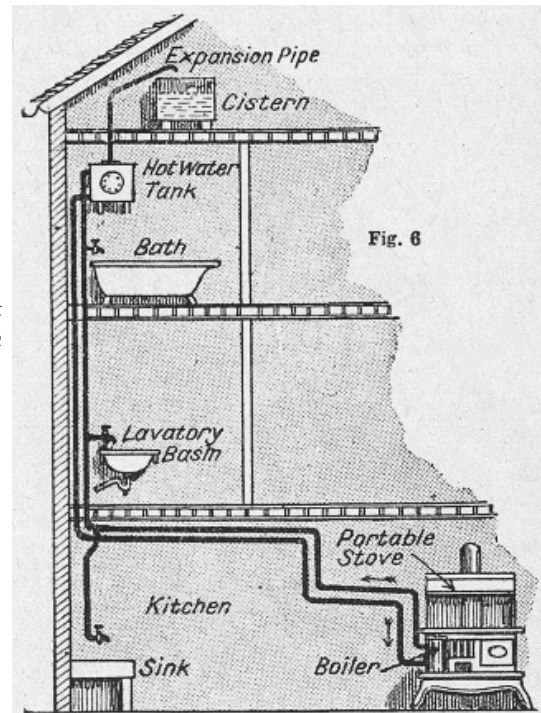 Expansion Pipe
Cistern
Hot Water
Tank
Fig. 6
Bath
Lavatory
Basin
Portable
Stove
Kitchen
Boiler
Sink